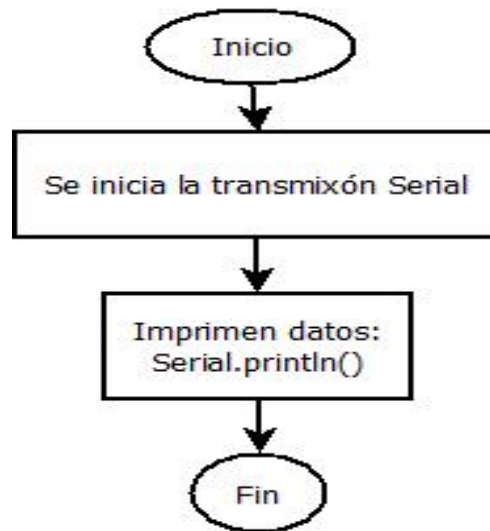 Inicio
Se inicia la transmixón Serial
Imprimen datos:
Serial.println()
Fin